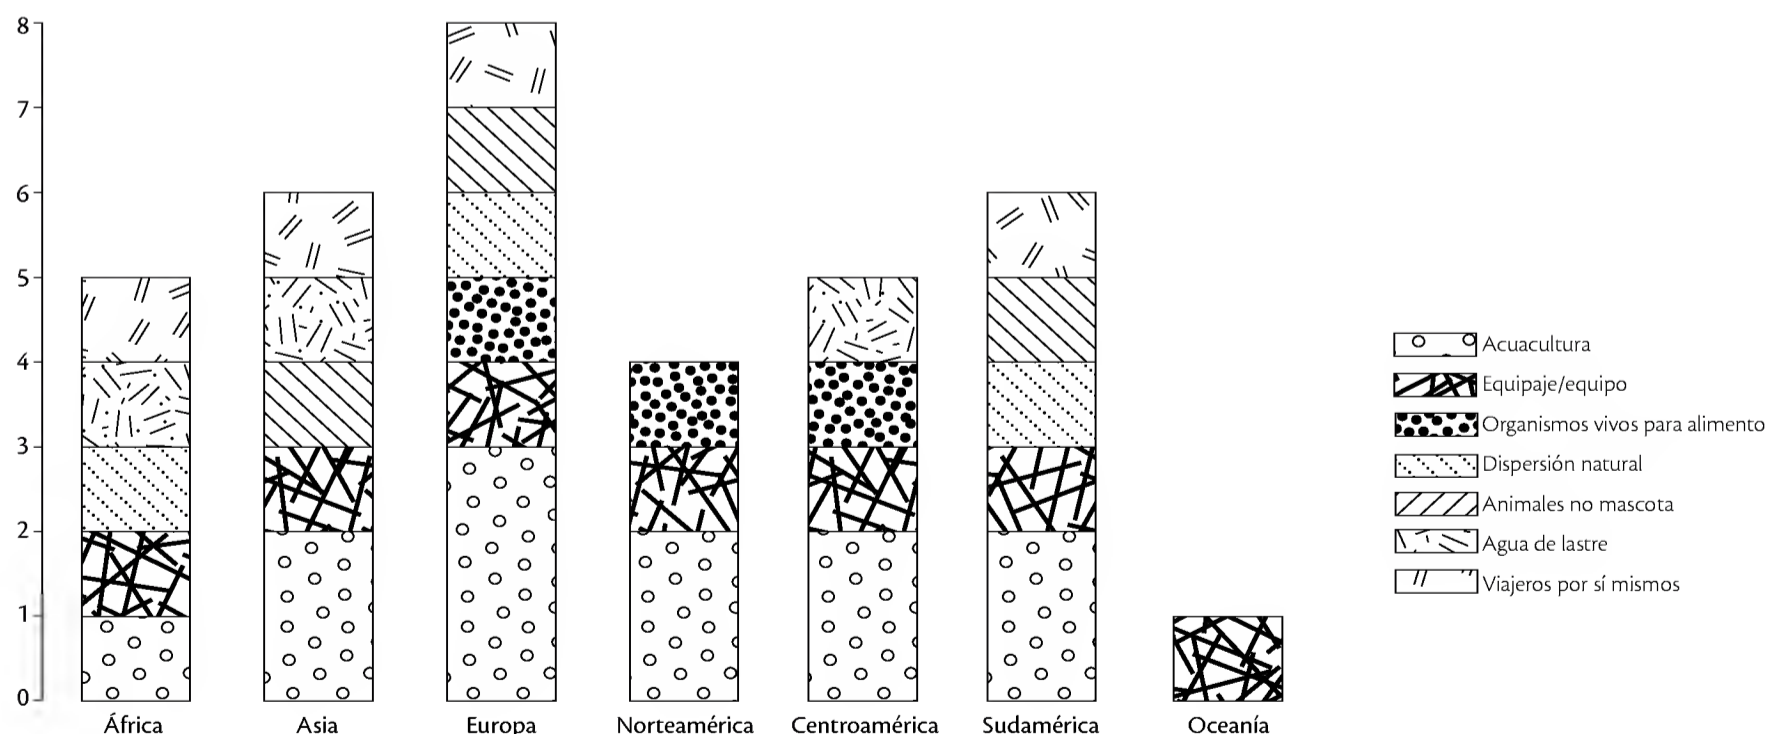 8
7
6
5
4
3
2
1
0
África Asia Europa Norteamérica Centroamérica Sudamérica Oceanía
Acuacultura
Equipaje/equipo
Organismos vivos para alimento
Dispersión natural
Animales no mascota
Agua de lastre
Viajeros por sí mismos